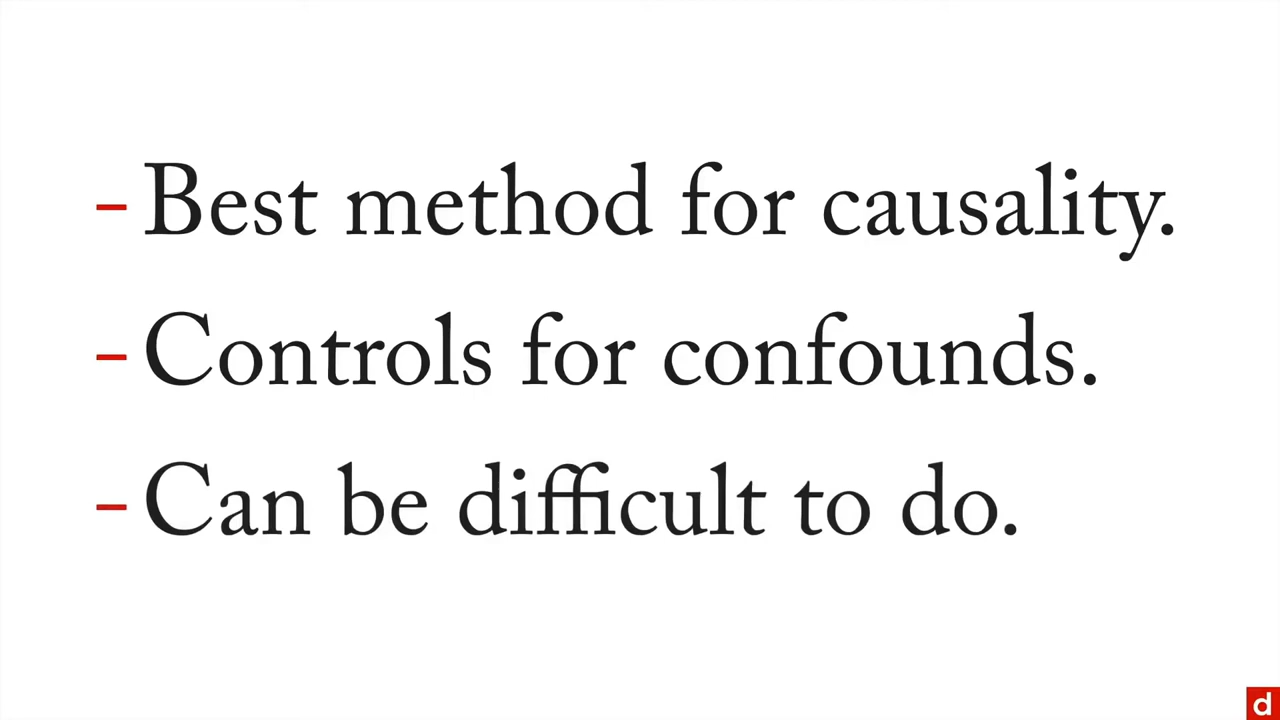 - Best method for causality.
- Controls for confounds.
- Can be difficult to do.
d